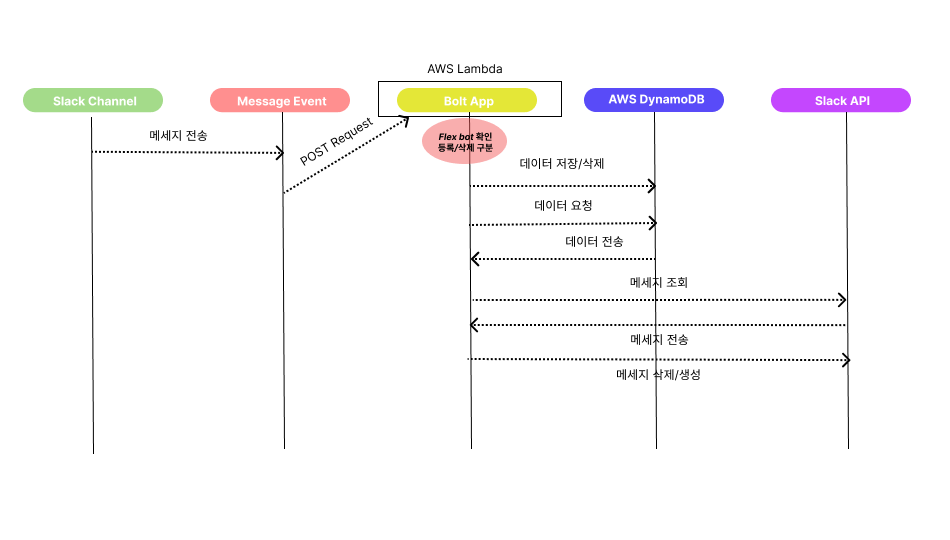 AWS Lambda
Slack Channel
Message Event
Bolt App
AWS DynamoDB
Slack API
메세지 전송
POST Request
Flex bot 확인
등록/삭제 구분
데이터 저장/삭제
데이터 요청
데이터 전송
메세지 조회
메세지 전송
메세지 삭제/생성